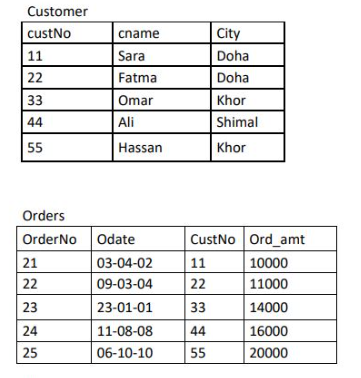 Customer
custNo cname City
11 Sara Doha
22 Fatma Doha
33 Omar Khor
44 Ali Shimal
55 Hassan Khor
Orders
OrderNo Odate CustNo Ord_amt
21 03-04-02 11 10000
22 09-03-04 22 11000
23 23-01-01 33 14000
24 11-08-08 44 16000
25 06-10-10 55 20000